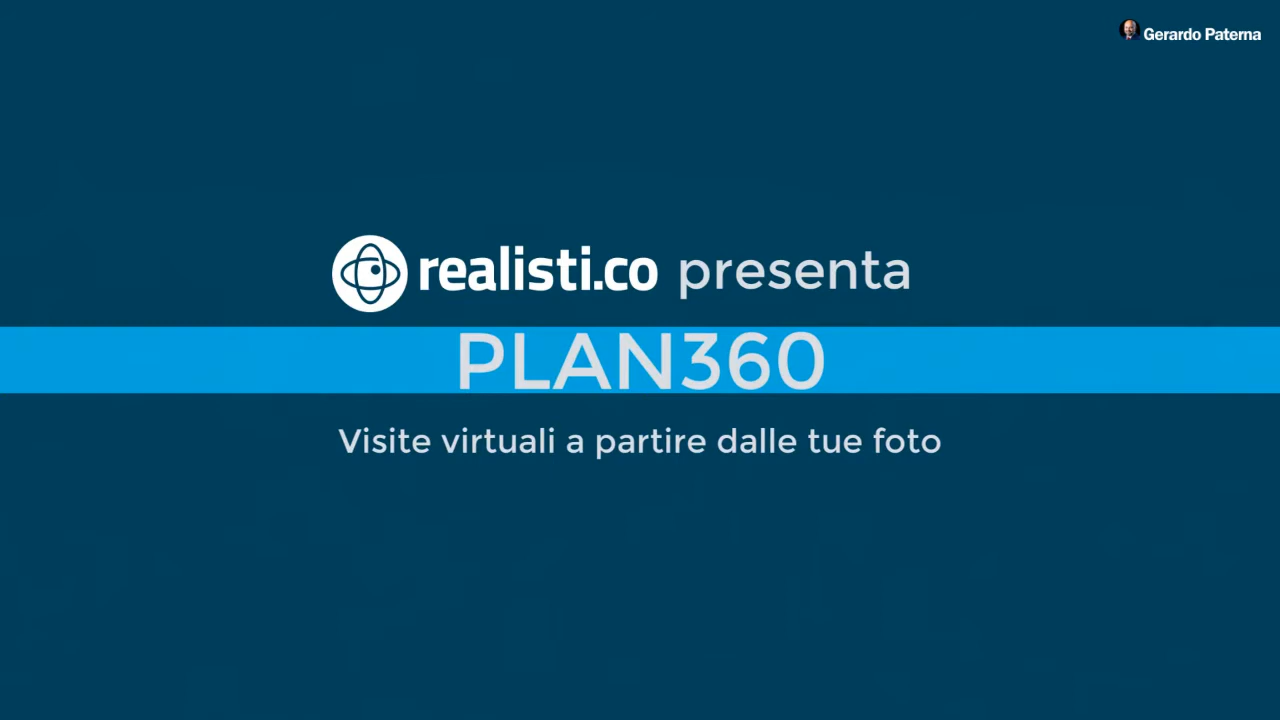 Gerardo Paterna
realisti.co presenta
PLAN360
Visite virtuali a partire dalle tue foto